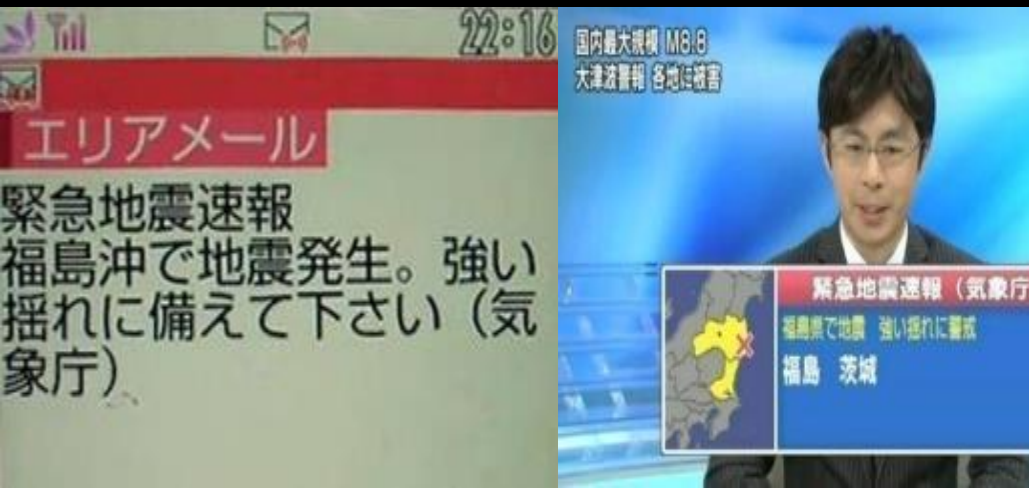 22:16
エリアメール
緊急地震速報
福島沖で地震発生。強い
揺れに備えて下さい（気
象庁）
国内最大規模 M8.8
大津波警報 各地に被害
緊急地震速報（気象庁
福島県で地震 強い揺れに警戒
福島 茨城